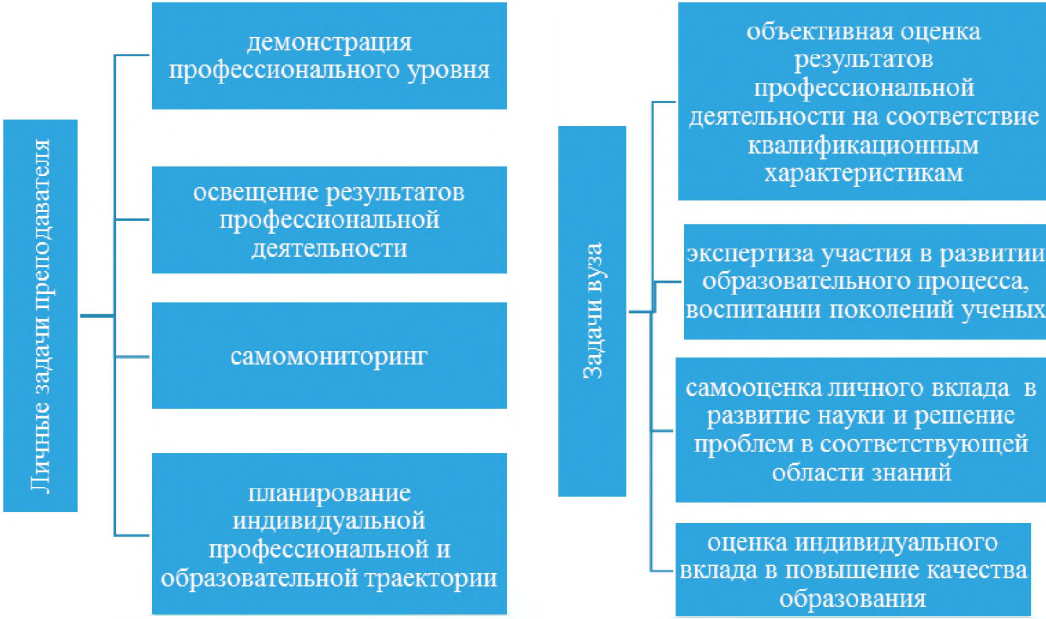 Личные задачи преподавателя
демонстрация
профессионального уровня
освещение результатов
профессиональной
деятельности
самомониторинг
планирование
индивидуальной
профессиональной и
образовательной траектории
Задачи вуза
объективная оценка
результатов
профессиональной
деятельности на соответствие
квалификационным
характеристикам
экспертиза участия в развитии
образовательного процесса,
воспитании поколений ученых
самооценка личного вклада в
развитие науки и решение
проблем в соответствующей
области знаний
оценка индивидуального
вклада в повышение качества
образования